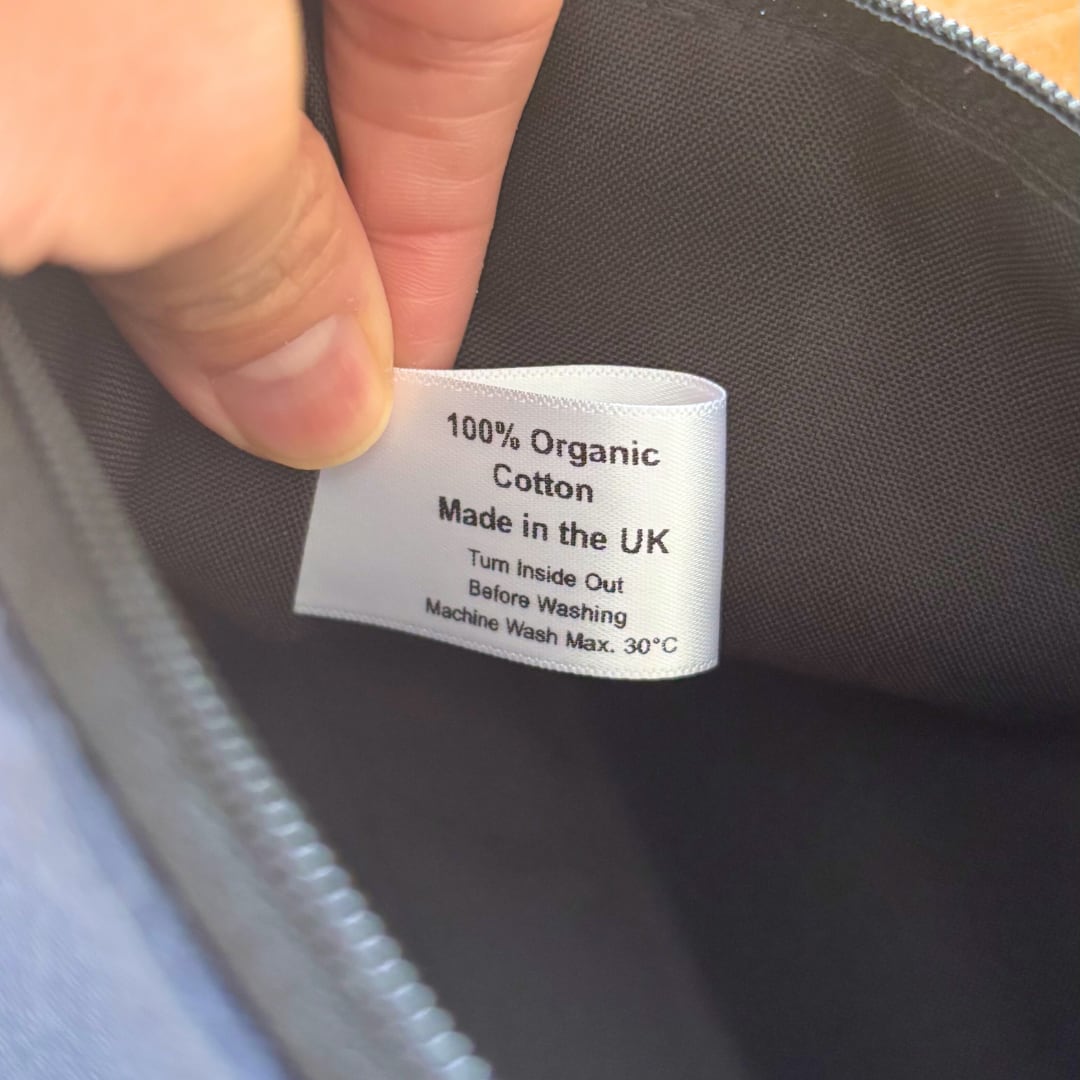 100% Organic
Cotton
Made in the UK
Turn Inside Out
Before Washing
Machine Wash Max. 30°C